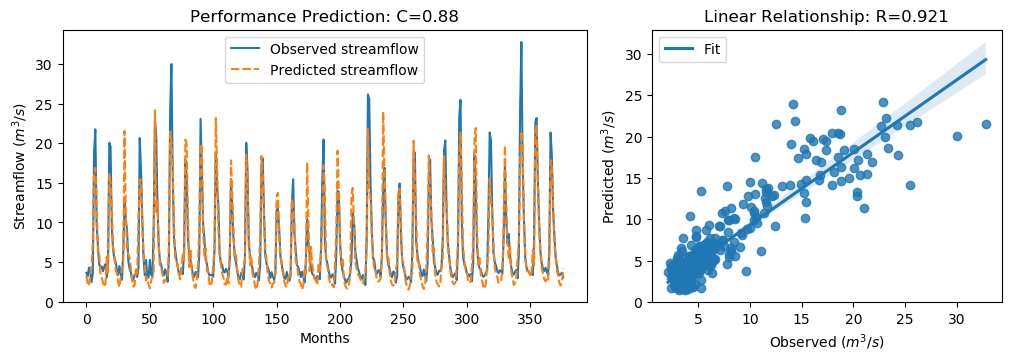 Performance Prediction: C=0.88
Observed streamflow
Predicted streamflow
Streamflow (m³/s)
30
25
20
15
10
5
0
0 50 100 150 200 250 300 350
Months
Linear Relationship: R=0.921
Fit
Predicted (m³/s)
30
25
20
15
10
5
0
5 10 15 20 25 30
Observed (m³/s)